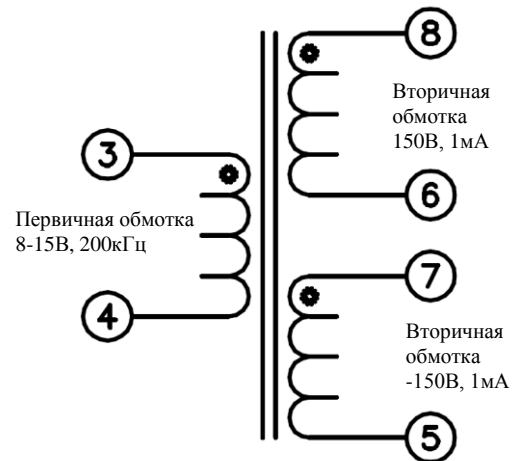 8
Вторичная
обмотка
150В, 1мА
3
6
Первичная обмотка
8-15В, 200кГц
7
4
Вторичная
обмотка
-150В, 1мА
5